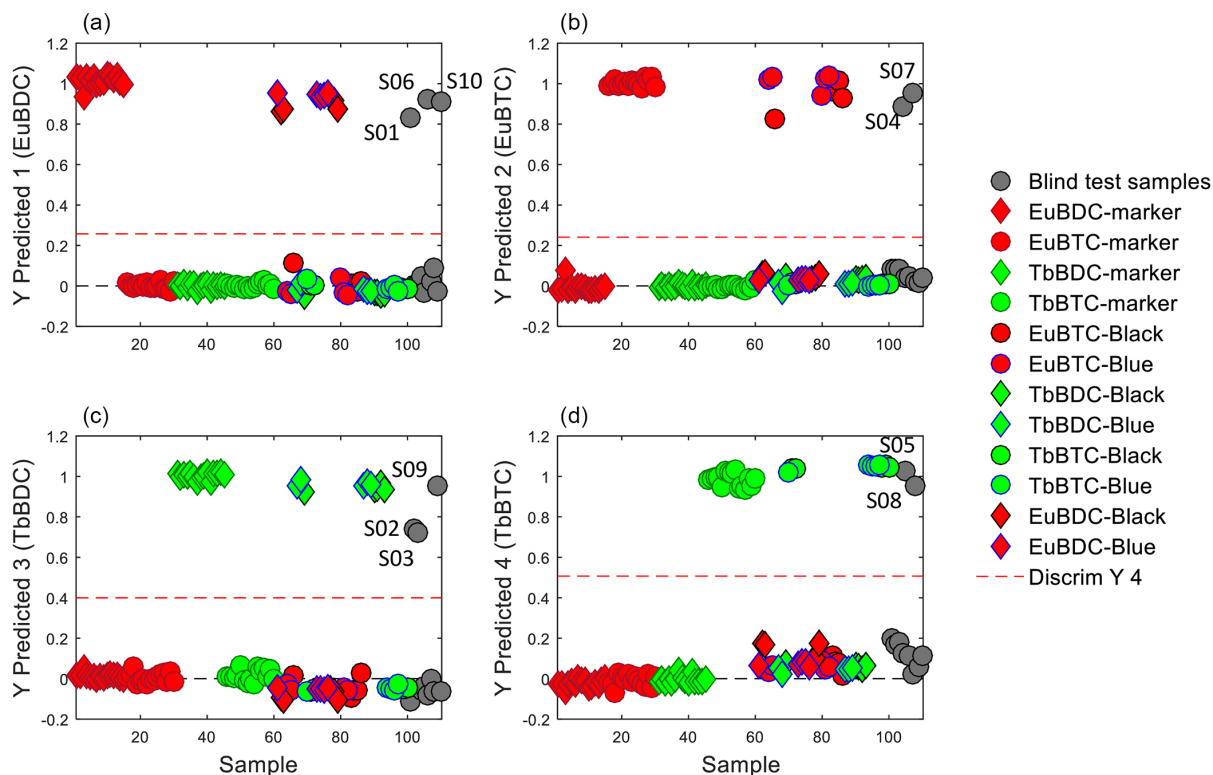 (a)
Y Predicted 1 (EuBDC)
1.2
1
0.8
0.6
0.4
0.2
0
-0.2
20
40
60
80
100
S06
S10
S01
(b)
Y Predicted 2 (EuBTC)
1.2
1
0.8
0.6
0.4
0.2
0
-0.2
20
40
60
80
100
S07
S04
(c)
Y Predicted 3 (TbBDC)
1.2
1
0.8
0.6
0.4
0.2
0
-0.2
20
40
60
80
100
Sample
S09
S02
S03
(d)
Y Predicted 4 (TbBTC)
1.2
1
0.8
0.6
0.4
0.2
0
-0.2
20
40
60
80
100
Sample
S05
S08
Blind test samples
EuBDC-marker
EuBTC-marker
TbBDC-marker
TbBTC-marker
EuBTC-Black
EuBTC-Blue
TbBDC-Black
TbBDC-Blue
TbBTC-Black
TbBTC-Blue
EuBDC-Black
EuBDC-Blue
Discrim Y 4